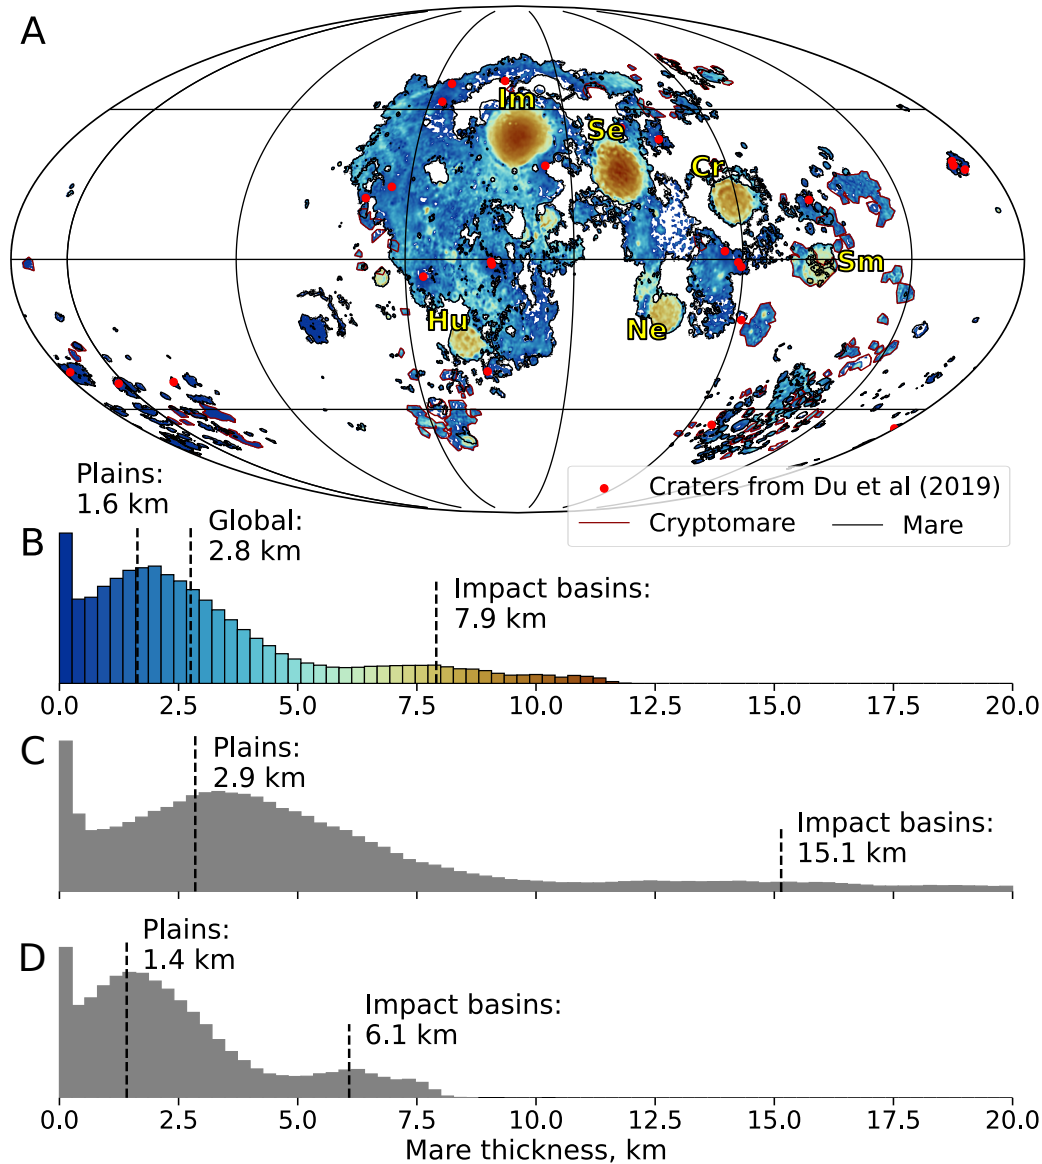 A
Im
Se
Cr
Sm
Hu
Ne
Craters from Du et al (2019)
Cryptomare
Mare
B
Plains:
1.6 km
Global:
2.8 km
Impact basins:
7.9 km
0.0 2.5 5.0 7.5 10.0 12.5 15.0 17.5 20.0
C
Plains:
2.9 km
Impact basins:
15.1 km
D
Plains:
1.4 km
Impact basins:
6.1 km
0.0 2.5 5.0 7.5 10.0 12.5 15.0 17.5 20.0
Mare thickness, km